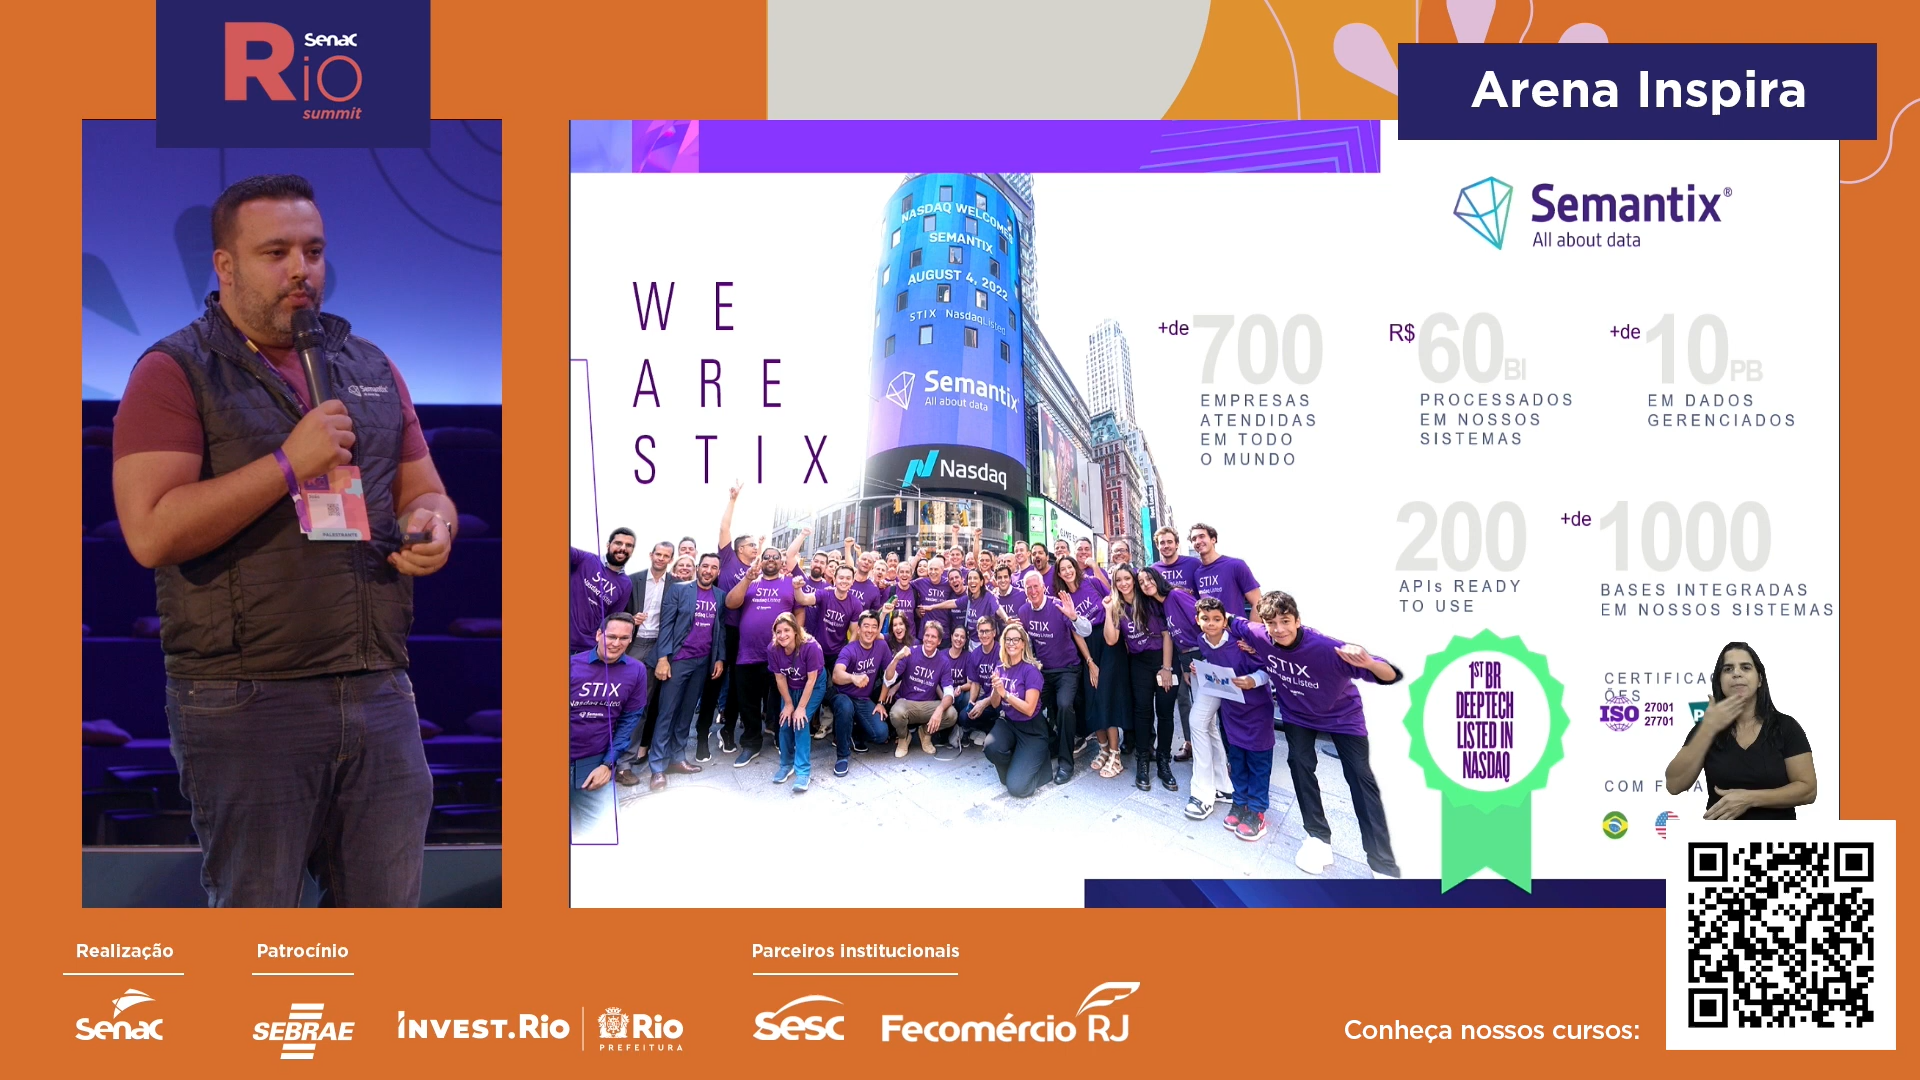 Senac
Rio
summit
Arena Inspira
Semantix®
All about data
WE
ARE
STIX
NASDAQ WELCOMES
SEMANTIX
AUGUST 4, 2022
STIX NasdaqListed
Semantix
All about data
Nasdaq
+de 700
EMPRESAS
ATENDIDAS
EM TODO
O MUNDO
R$ 60 BI
PROCESSADOS
EM NOSSOS
SISTEMAS
+de 10 PB
EM DADOS
GERENCIADOS
200
APIs READY
TO USE
+de 1000
BASES INTEGRADAS
EM NOSSOS SISTEMAS
1ST BR
DEEPTECH
LISTED IN
NASDAQ
ISO 27001
27701
STIX
Nasdaq Listed
Semantix
PALESTRANTE
Realização
Senac
Patrocínio
SEBRAE
INVEST.Rio
Rio
PREFEITURA
Parceiros institucionais
Sesc
Fecomércio RJ
Conheça nossos cursos: